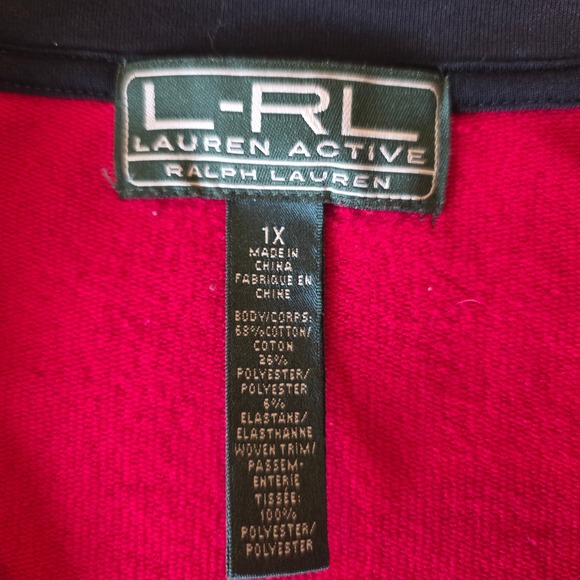 L-RL
LAUREN ACTIVE
RALPH LAUREN
1X
MADE IN
CHINA
FABRIQUE EN
CHINE
BODY/CORPS:
68%COTTON/
COTON
26%
POLYESTER/
POLYESTER
6%
ELASTANE/
ELASTHANNE
WOVEN TRIM/
PASSEM-
ENTERIE
TISSÉE:
100%
POLYESTER/
POLYESTER